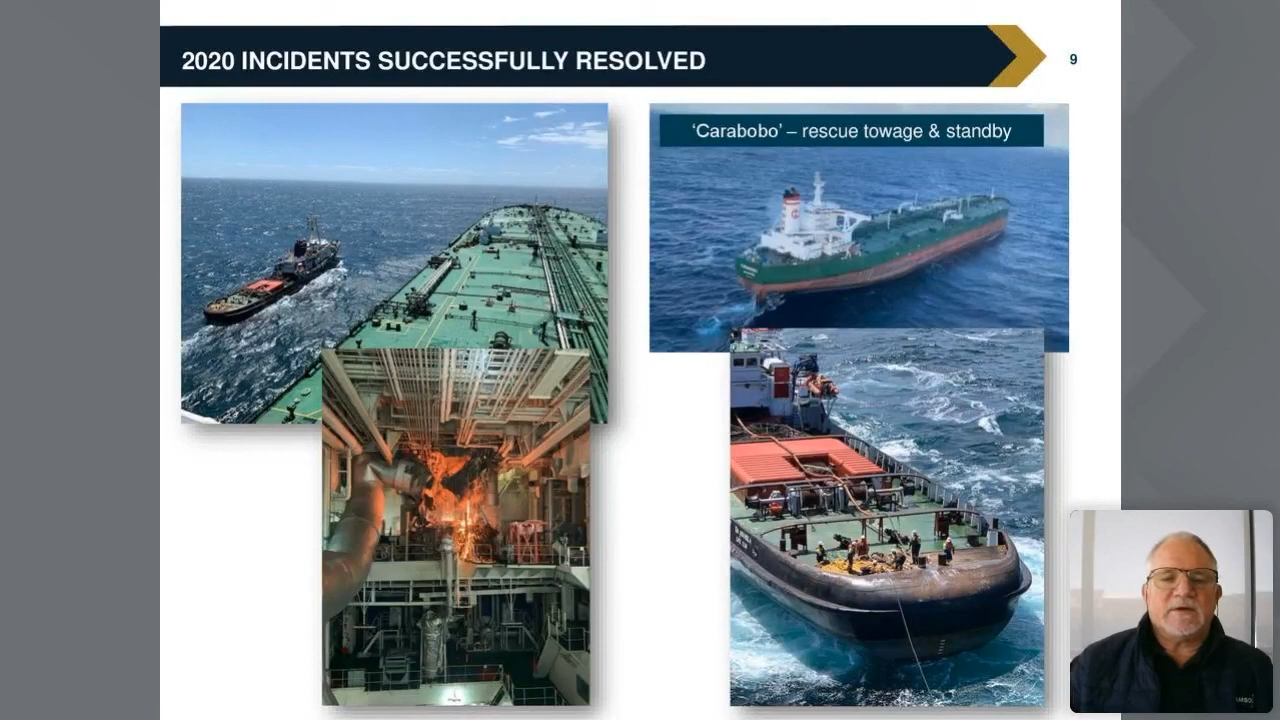 2020 INCIDENTS SUCCESSFULLY RESOLVED
9
‘Carabobo’ – rescue towage & standby